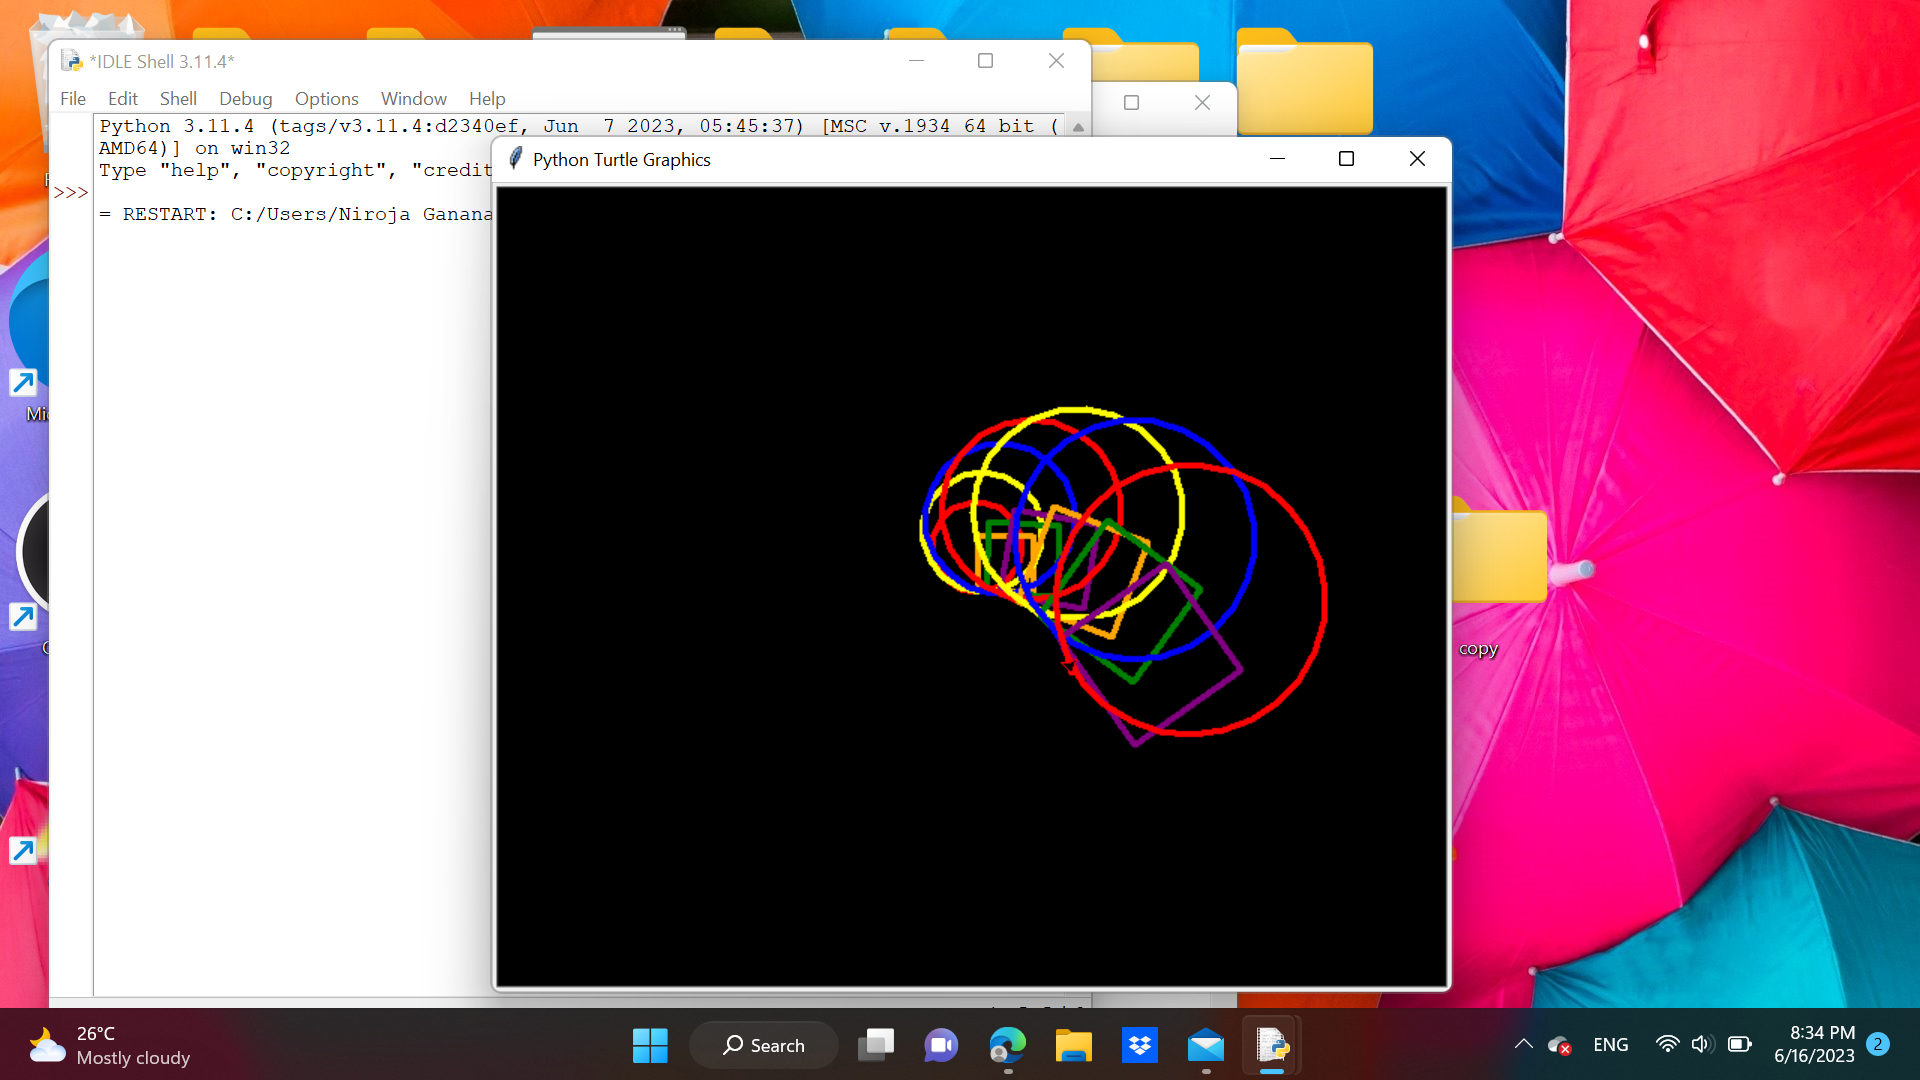 *IDLE Shell 3.11.4*
File Edit Shell Debug Options Window Help
Python 3.11.4 (tags/v3.11.4:d2340ef, Jun  7 2023, 05:45:37) [MSC v.1934 64 bit (
AMD64)] on win32
Type "help", "copyright", "credit
>>>
= RESTART: C:/Users/Niroja Ganana
Python Turtle Graphics
copy
26°C
Mostly cloudy
Search
ENG
8:34 PM
6/16/2023
2